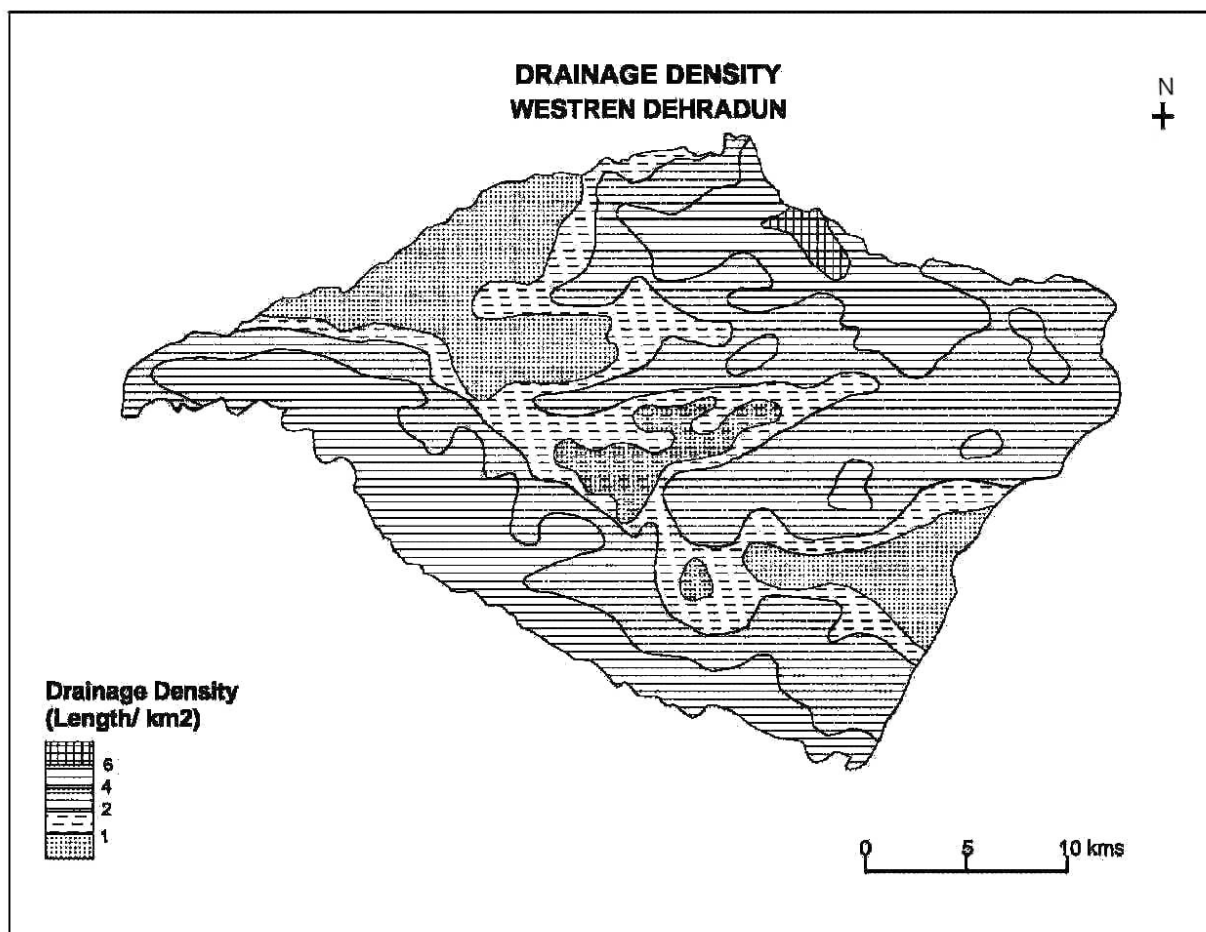 DRAINAGE DENSITY
WESTREN DEHRADUN
N
Drainage Density
(Length/ km2)
6
4
2
1
0 5 10 kms